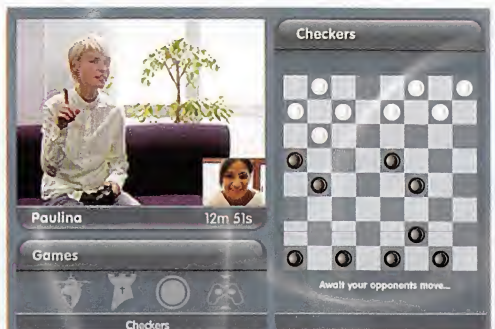 Checkers
Paulina 12m 51s
Games
Await your opponents move...
Checkers